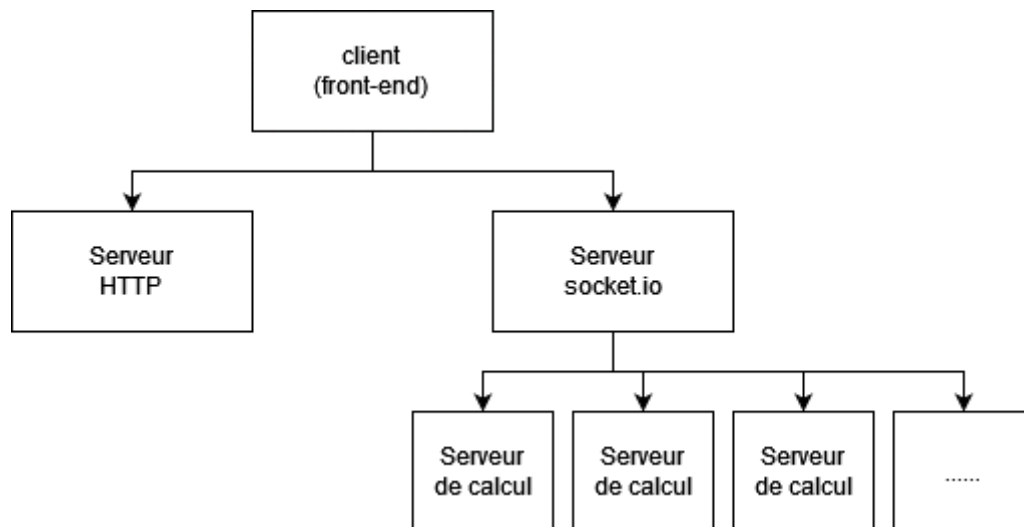 client
(front-end)
Serveur
HTTP
Serveur
socket.io
Serveur
de calcul
Serveur
de calcul
Serveur
de calcul
......